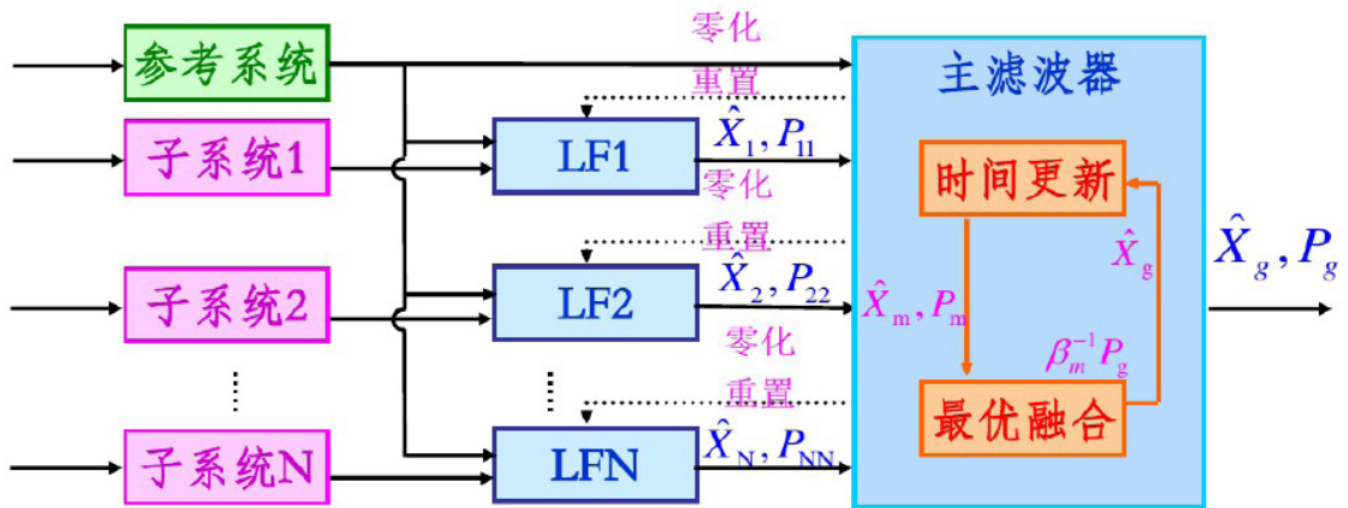 零化
参考系统
重置
主滤波器
子系统1
LF1
X̂₁, P₁₁
零化
时间更新
重置
X̂g
X̂g, Pg
子系统2
LF2
X̂₂, P₂₂
X̂m, Pm
零化
βm⁻¹Pg
重置
最优融合
子系统N
LFN
X̂N, PNN